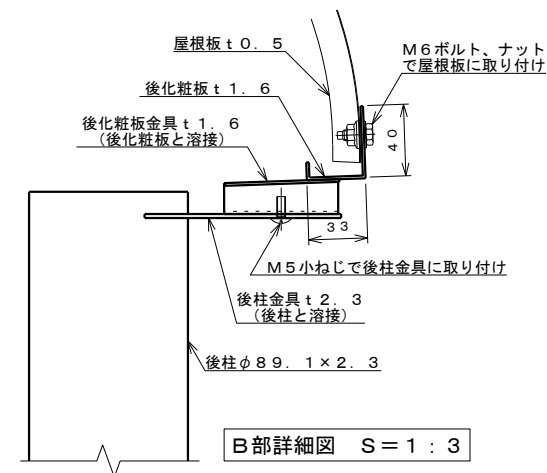 屋根板ｔ０．５
Ｍ６ボルト、ナット
で屋根板に取り付け
後化粧板ｔ１．６
後化粧板金具ｔ１．６
（後化粧板と溶接）
４０
３３
Ｍ５小ねじで後柱金具に取り付け
後柱金具ｔ２．３
（後柱と溶接）
後柱φ８９．１×２．３
Ｂ部詳細図　Ｓ＝１：３